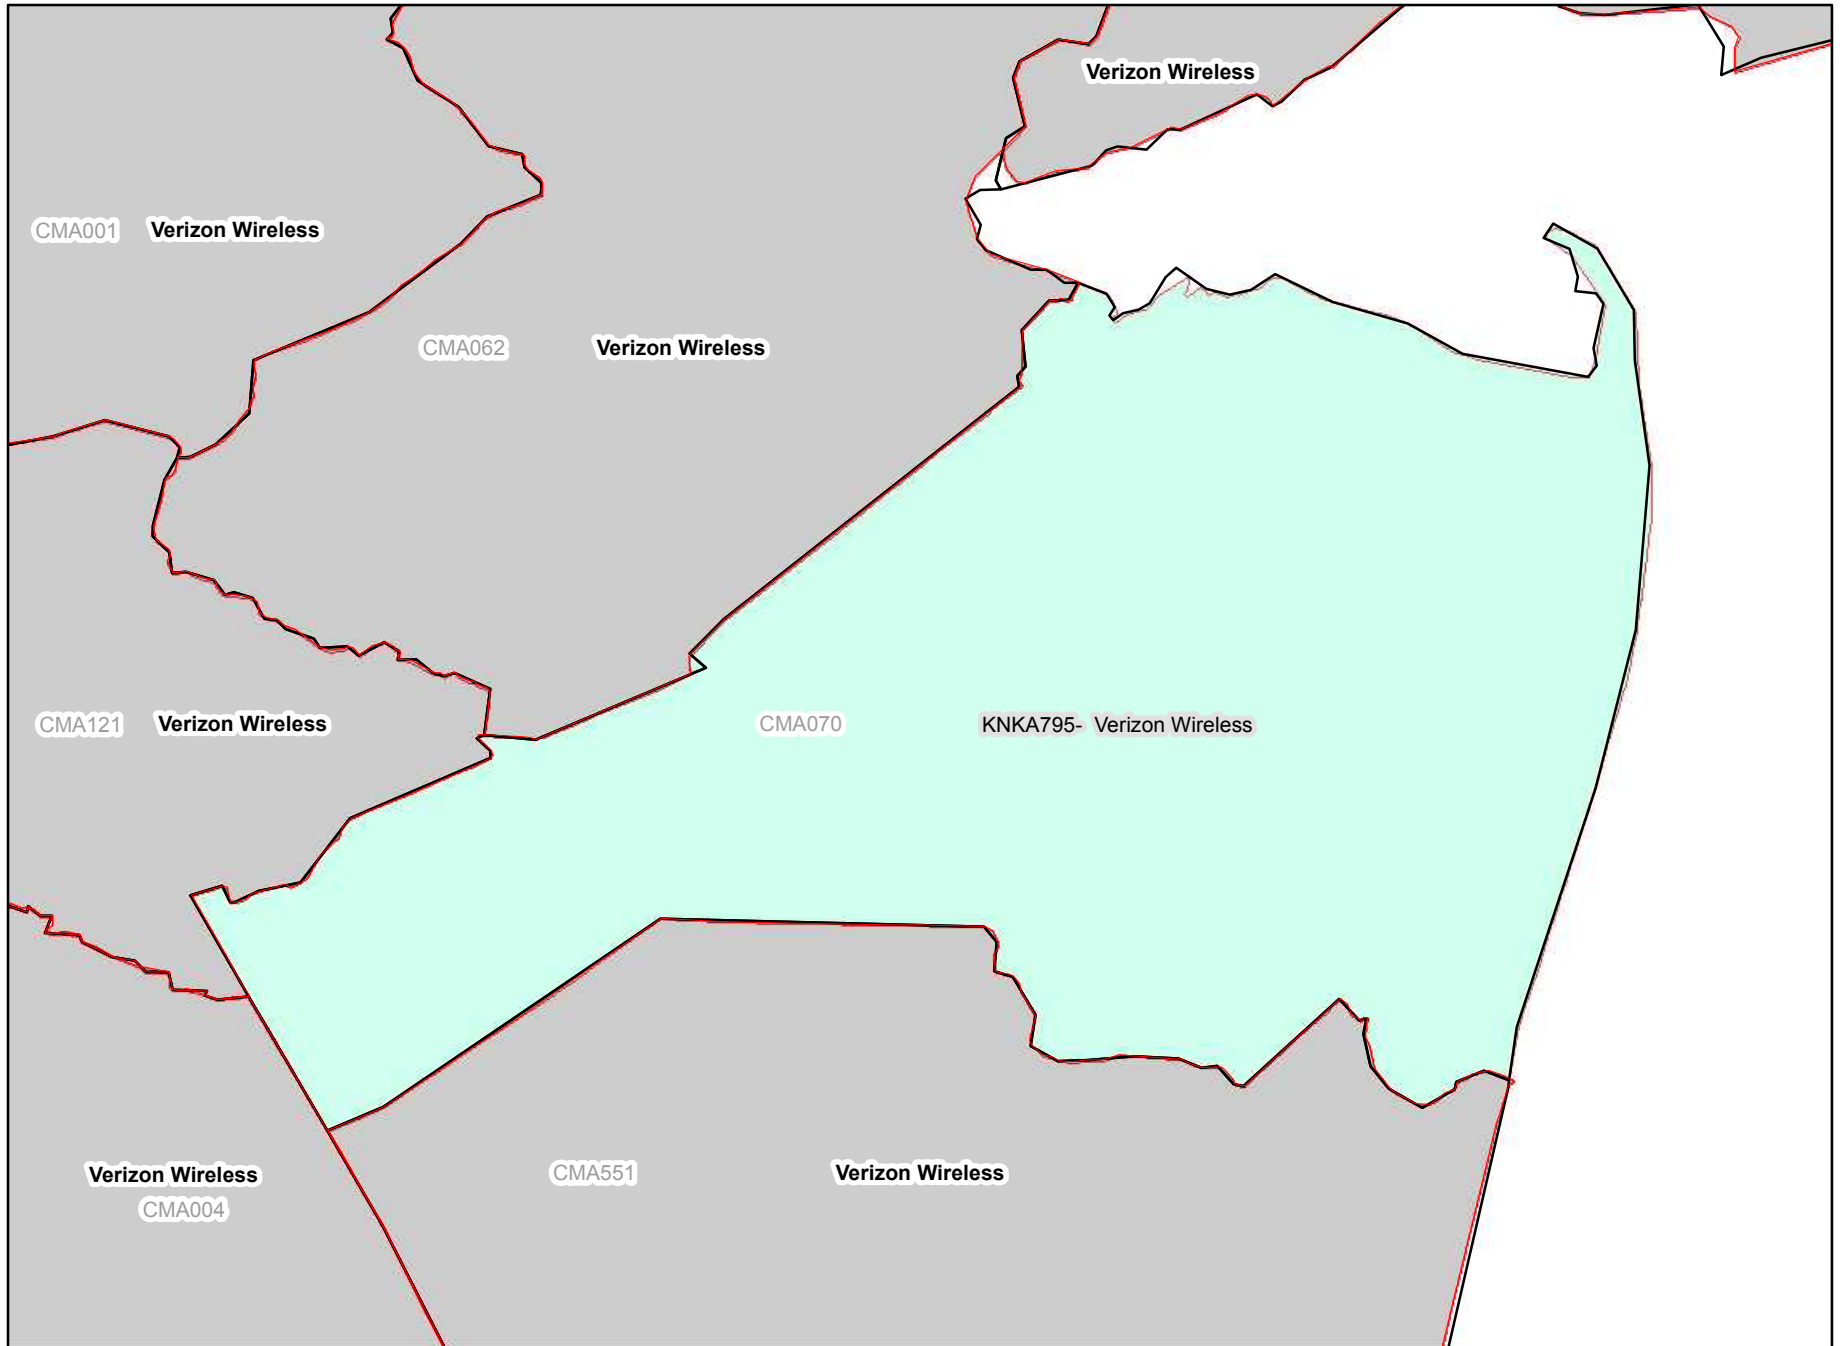 Verizon Wireless
CMA001 Verizon Wireless
CMA062 Verizon Wireless
CMA121 Verizon Wireless
CMA070 KNKA795- Verizon Wireless
Verizon Wireless
CMA004
CMA551 Verizon Wireless